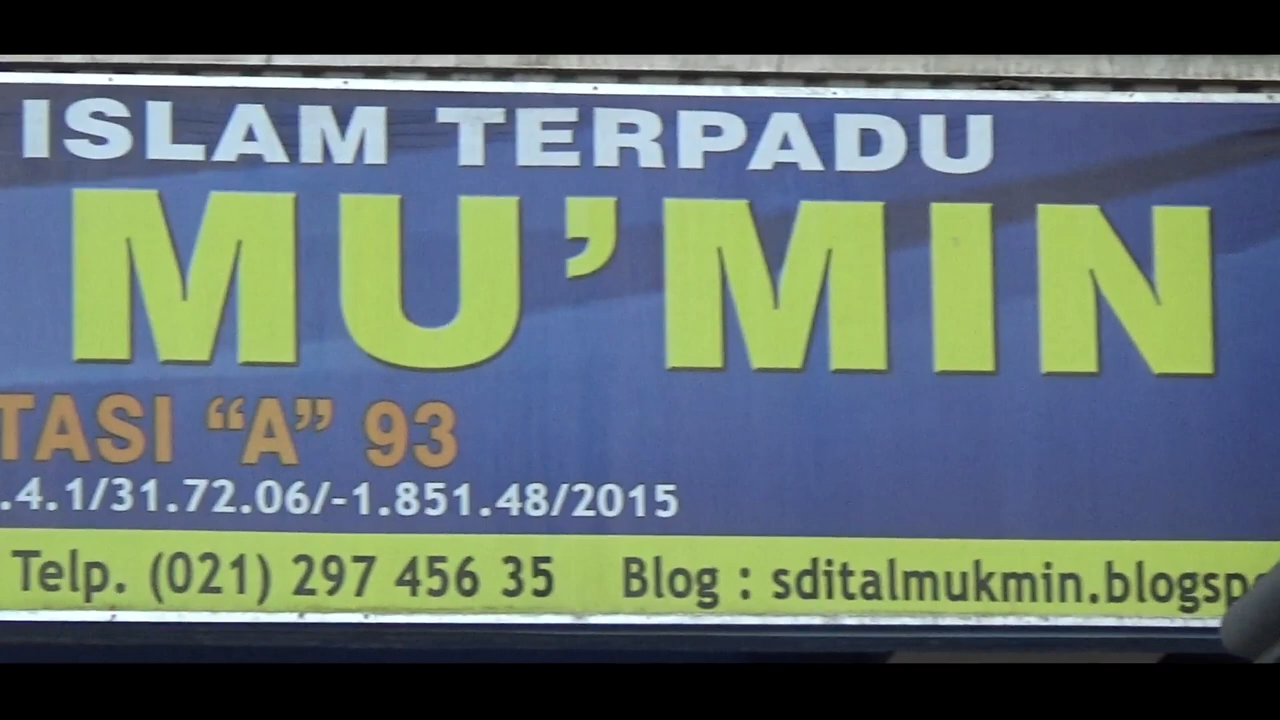 ISLAM TERPADU
MU’MIN
TASI “A” 93
.4.1/31.72.06/-1.851.48/2015
Telp. (021) 297 456 35 Blog : sditalmukmin.blogsp